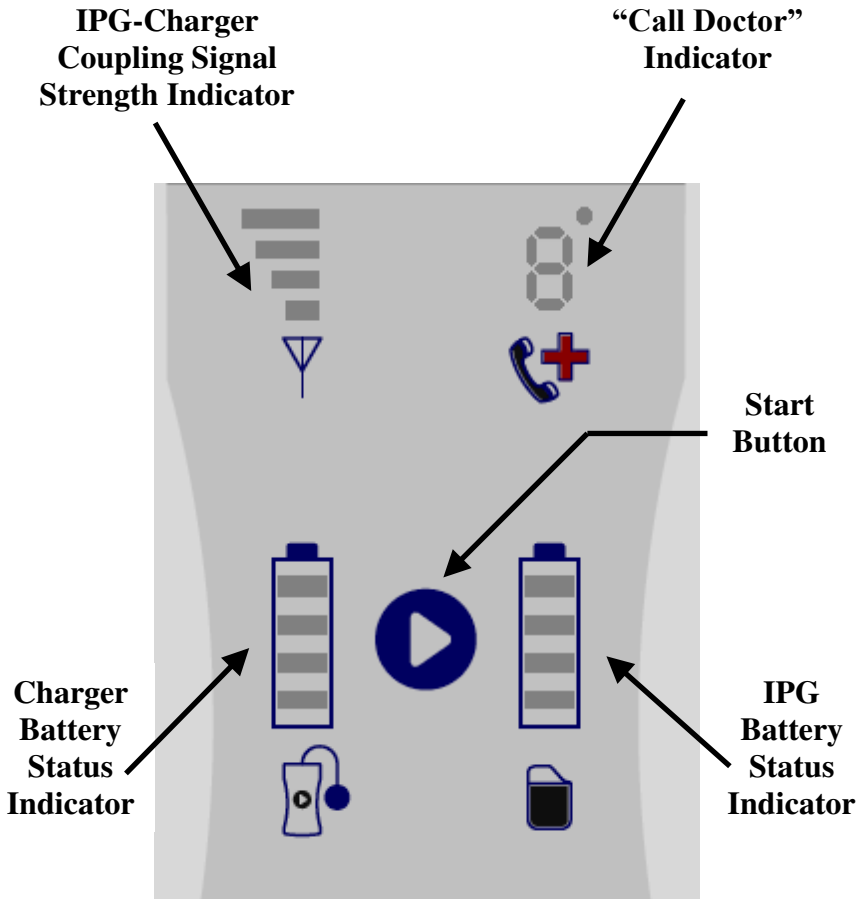 IPG-Charger
Coupling Signal
Strength Indicator
“Call Doctor”
Indicator
8
Start
Button
Charger
Battery
Status
Indicator
IPG
Battery
Status
Indicator